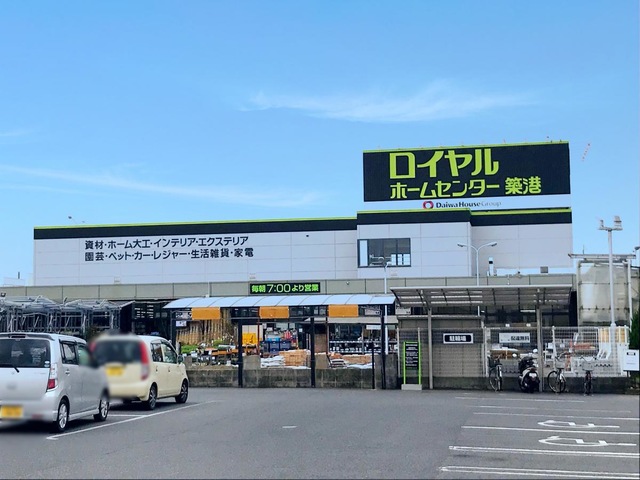 ロイヤル
ホームセンター 築港
Daiwa House Group
資材・ホーム大工・インテリア・エクステリア
園芸・ペット・カー・レジャー・生活雑貨・家電
毎朝7:00より営業
駐輪場